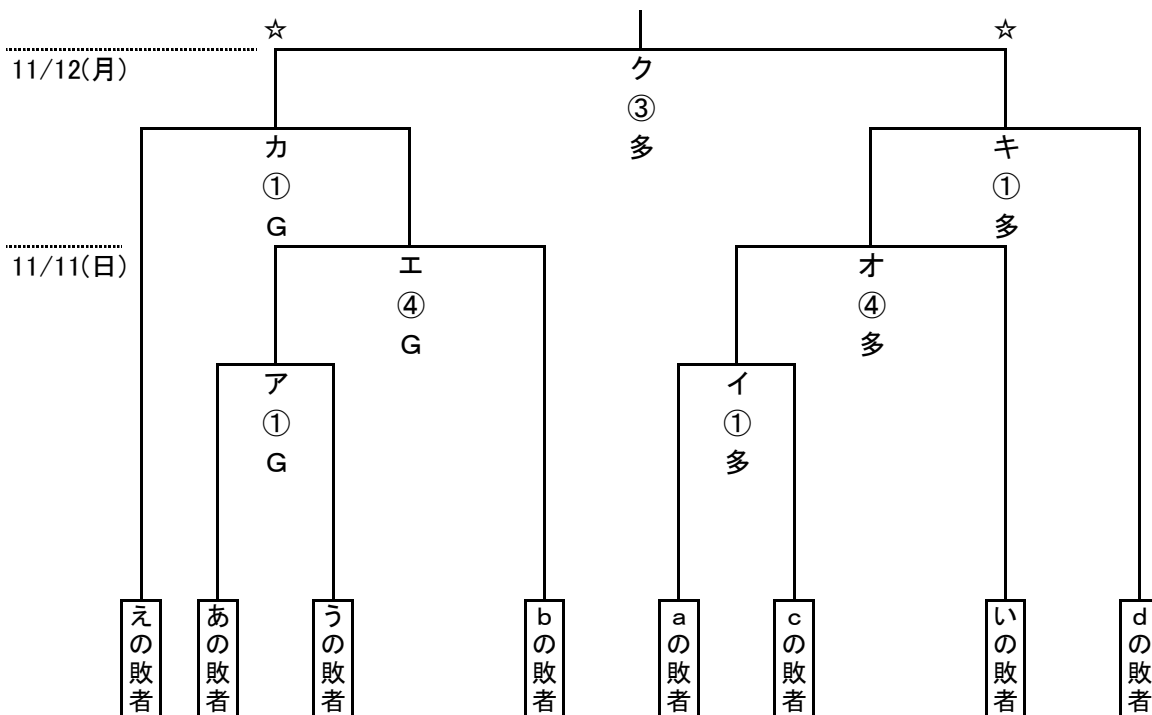 ☆
☆
11/12(月)
ク
③
多
カ
①
G
キ
①
多
11/11(日)
エ
④
G
オ
④
多
ア
①
G
イ
①
多
えの敗者
あの敗者
うの敗者
bの敗者
aの敗者
cの敗者
いの敗者
dの敗者